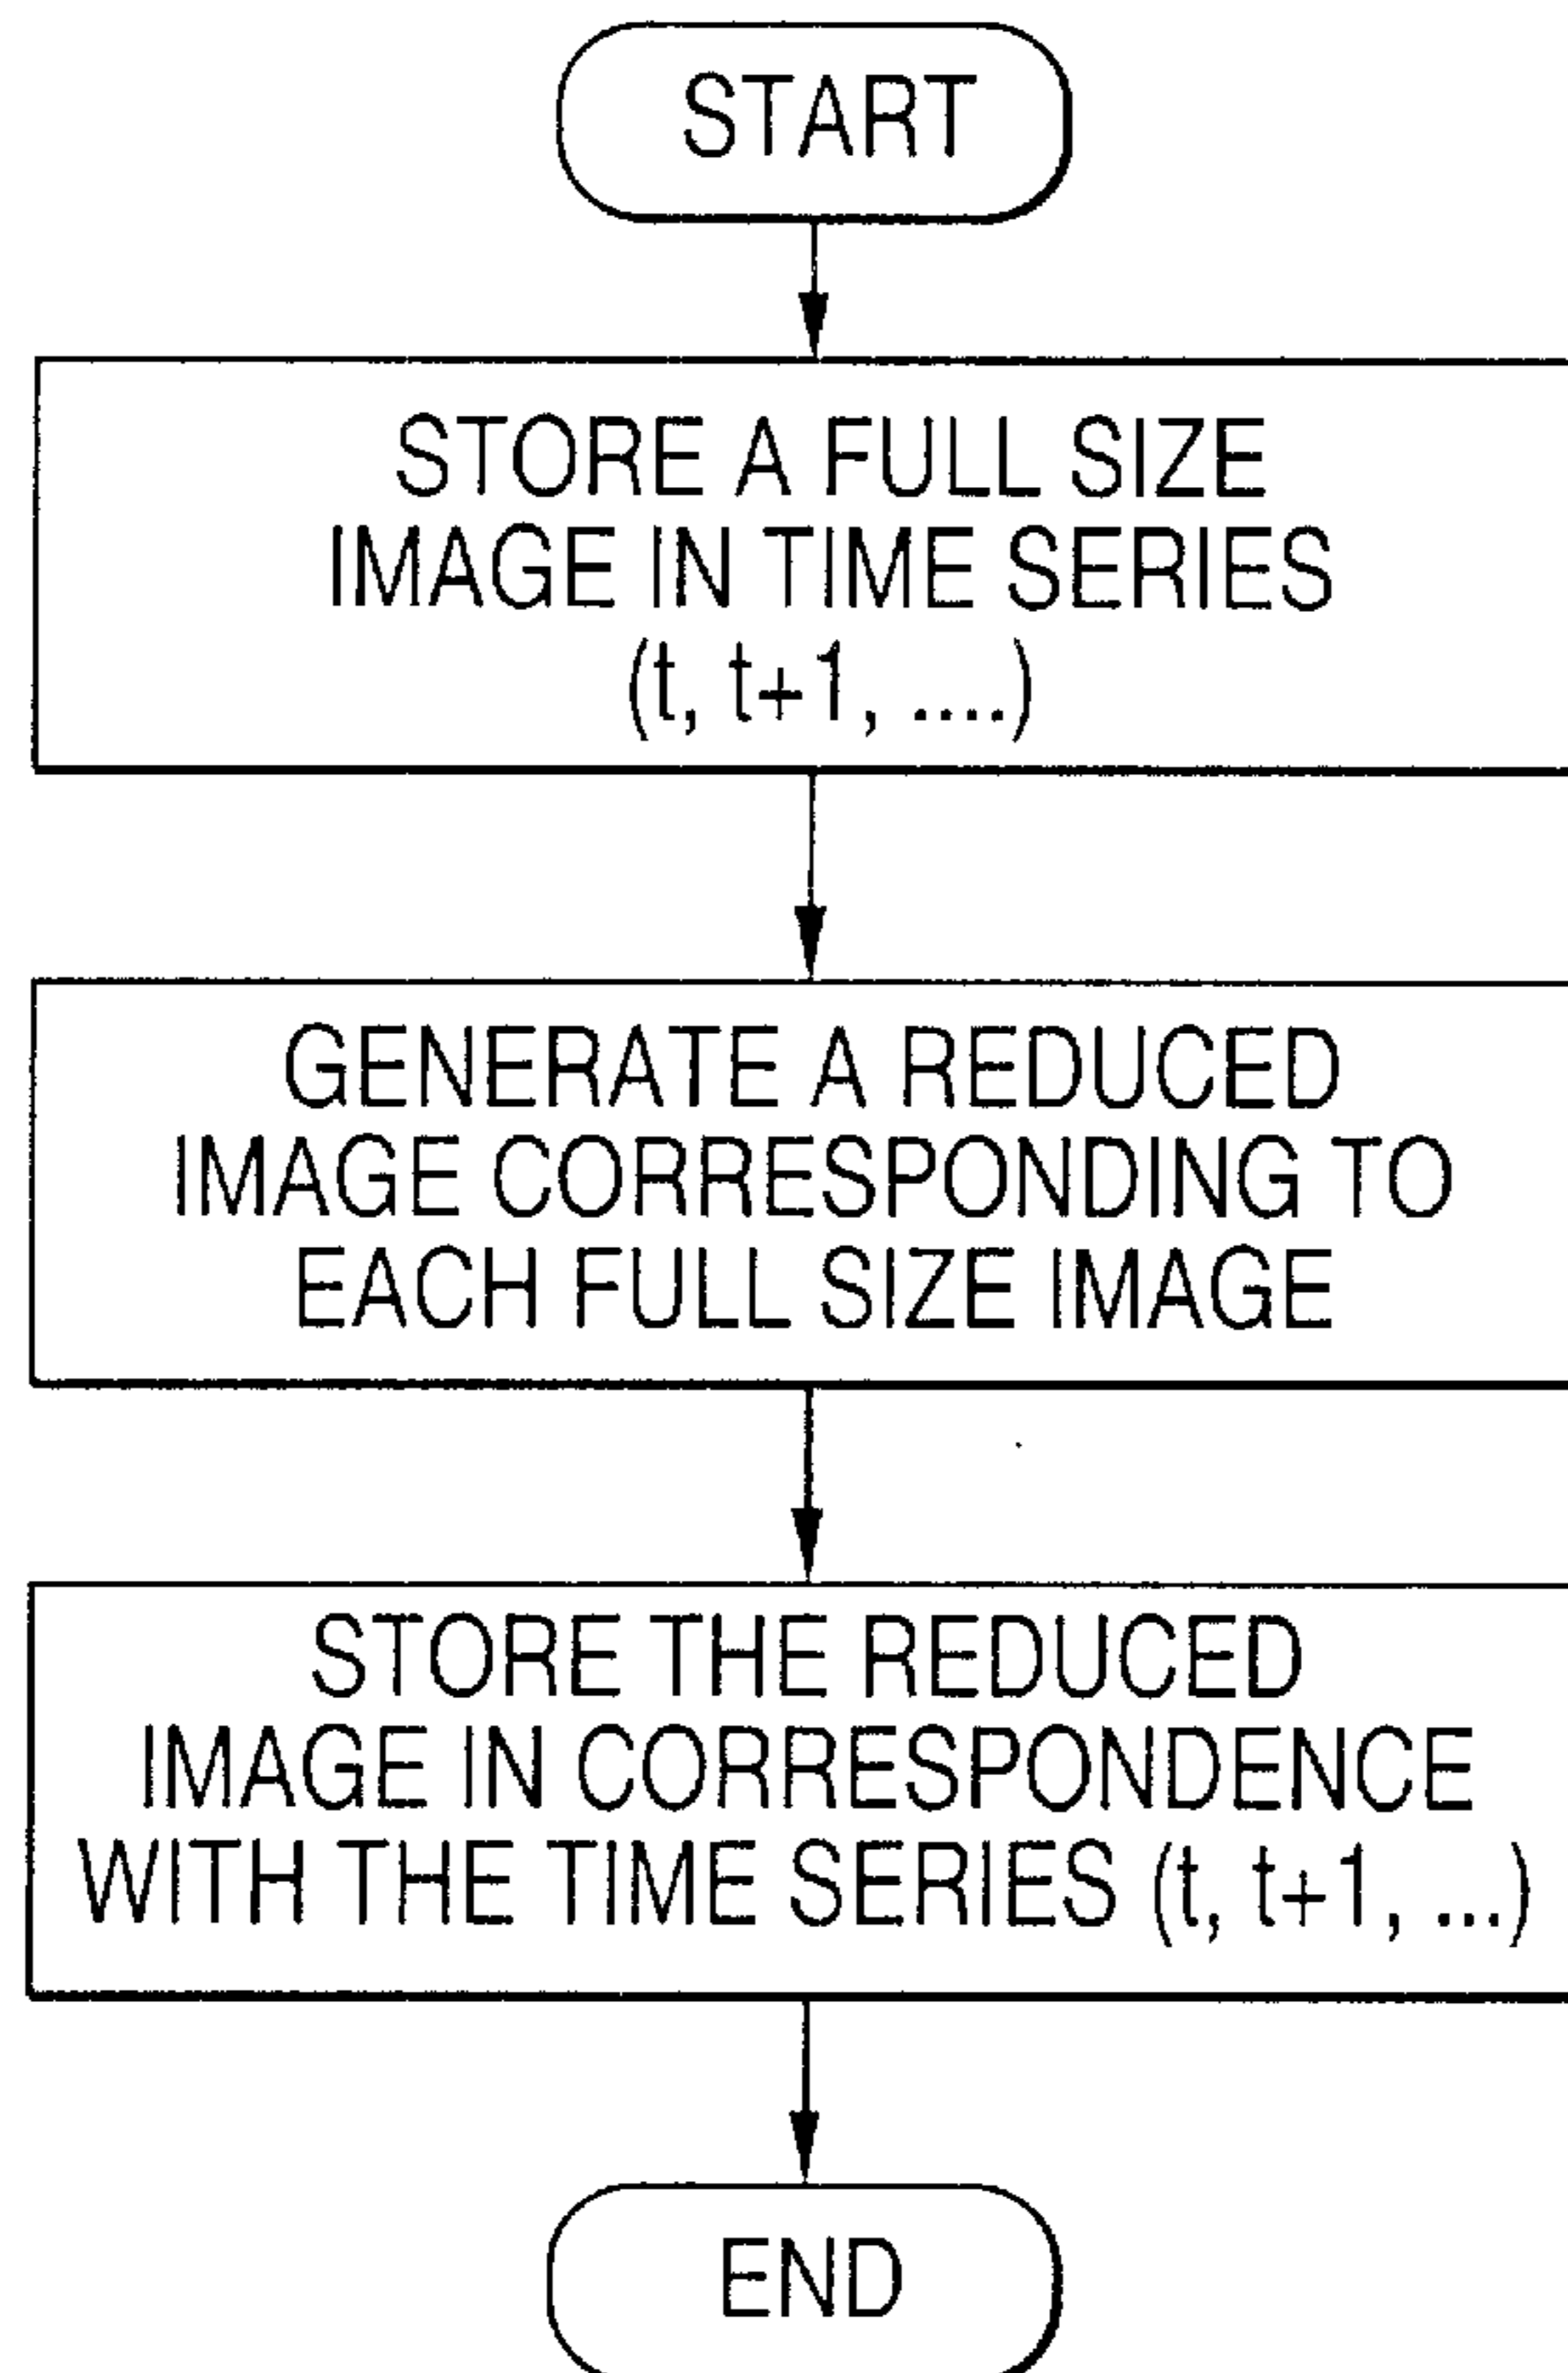 START
STORE A FULL SIZE
IMAGE IN TIME SERIES
(t, t+1, ....)
GENERATE A REDUCED
IMAGE CORRESPONDING TO
EACH FULL SIZE IMAGE
STORE THE REDUCED
IMAGE IN CORRESPONDENCE
WITH THE TIME SERIES (t, t+1, ...)
END